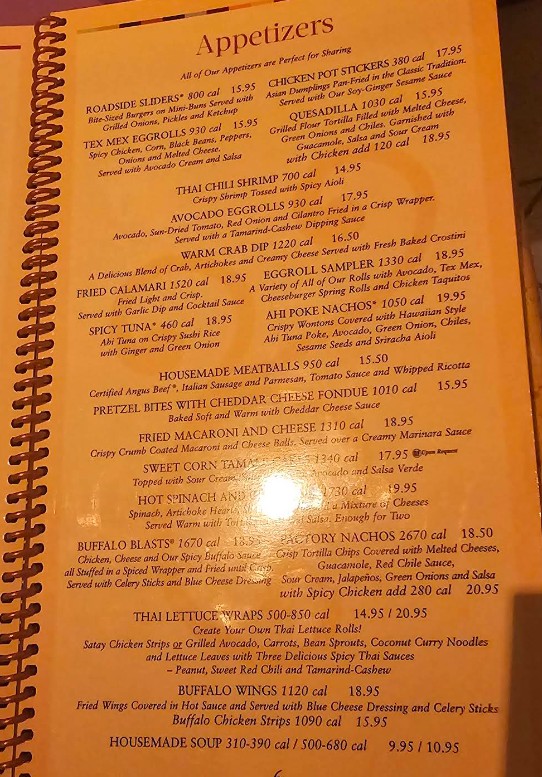 Appetizers
All of Our Appetizers are Perfect for Sharing
ROADSIDE SLIDERS* 800 cal 15.95
Bite-Sized Burgers on Mini-Buns Served with
Grilled Onions, Pickles and Ketchup
CHICKEN POT STICKERS 380 cal 17.95
Asian Dumplings Pan-Fried in the Classic Tradition.
Served with Our Soy-Ginger Sesame Sauce
TEX MEX EGGROLLS 930 cal 15.95
Spicy Chicken, Corn, Black Beans, Peppers,
Onions and Melted Cheese.
Served with Avocado Cream and Salsa
QUESADILLA 1030 cal 15.95
Grilled Flour Tortilla Filled with Melted Cheese,
Green Onions and Chiles. Garnished with
Guacamole, Salsa and Sour Cream
with Chicken add 120 cal 18.95
THAI CHILI SHRIMP 700 cal 14.95
Crispy Shrimp Tossed with Spicy Aioli
AVOCADO EGGROLLS 930 cal 17.95
Avocado, Sun-Dried Tomato, Red Onion and Cilantro Fried in a Crisp Wrapper.
Served with a Tamarind-Cashew Dipping Sauce
WARM CRAB DIP 1220 cal 16.50
A Delicious Blend of Crab, Artichokes and Creamy Cheese Served with Fresh Baked Crostini
FRIED CALAMARI 1520 cal 18.95
Fried Light and Crisp.
Served with Garlic Dip and Cocktail Sauce
EGGROLL SAMPLER 1330 cal 18.95
A Variety of All of Our Rolls with Avocado, Tex Mex,
Cheeseburger Spring Rolls and Chicken Taquitos
SPICY TUNA* 460 cal 18.95
Ahi Tuna on Crispy Sushi Rice
with Ginger and Green Onion
AHI POKE NACHOS* 1050 cal 19.95
Crispy Wontons Covered with Hawaiian Style
Ahi Tuna Poke, Avocado, Green Onion, Chiles,
Sesame Seeds and Sriracha Aioli
HOUSEMADE MEATBALLS 950 cal 15.50
Certified Angus Beef®, Italian Sausage and Parmesan, Tomato Sauce and Whipped Ricotta
PRETZEL BITES WITH CHEDDAR CHEESE FONDUE 1010 cal 15.95
Baked Soft and Warm with Cheddar Cheese Sauce
FRIED MACARONI AND CHEESE 1310 cal 18.95
Crispy Crumb Coated Macaroni and Cheese Balls, Served over a Creamy Marinara Sauce
SWEET CORN 1340 cal 17.95 Upon Request
Topped with Sour Cream, Avocado and Salsa Verde
HOT SPINACH AND 1730 cal 19.95
Spinach, Artichoke a Mixture of Cheeses
Served Warm with Salsa. Enough for Two
BUFFALO BLASTS® 1670 cal 18.95
Chicken, Cheese and Our Spicy Buffalo Sauce
all Stuffed in a Spiced Wrapper and Fried until Crisp.
Served with Celery Sticks and Blue Cheese Dressing
FACTORY NACHOS 2670 cal 18.50
Crisp Tortilla Chips Covered with Melted Cheeses,
Guacamole, Red Chile Sauce,
Sour Cream, Jalapeños, Green Onions and Salsa
with Spicy Chicken add 280 cal 20.95
THAI LETTUCE WRAPS 500-850 cal 14.95 / 20.95
Create Your Own Thai Lettuce Rolls!
Satay Chicken Strips or Grilled Avocado, Carrots, Bean Sprouts, Coconut Curry Noodles
and Lettuce Leaves with Three Delicious Spicy Thai Sauces
– Peanut, Sweet Red Chili and Tamarind-Cashew
BUFFALO WINGS 1120 cal 18.95
Fried Wings Covered in Hot Sauce and Served with Blue Cheese Dressing and Celery Sticks
Buffalo Chicken Strips 1090 cal 15.95
HOUSEMADE SOUP 310-390 cal / 500-680 cal 9.95 / 10.95